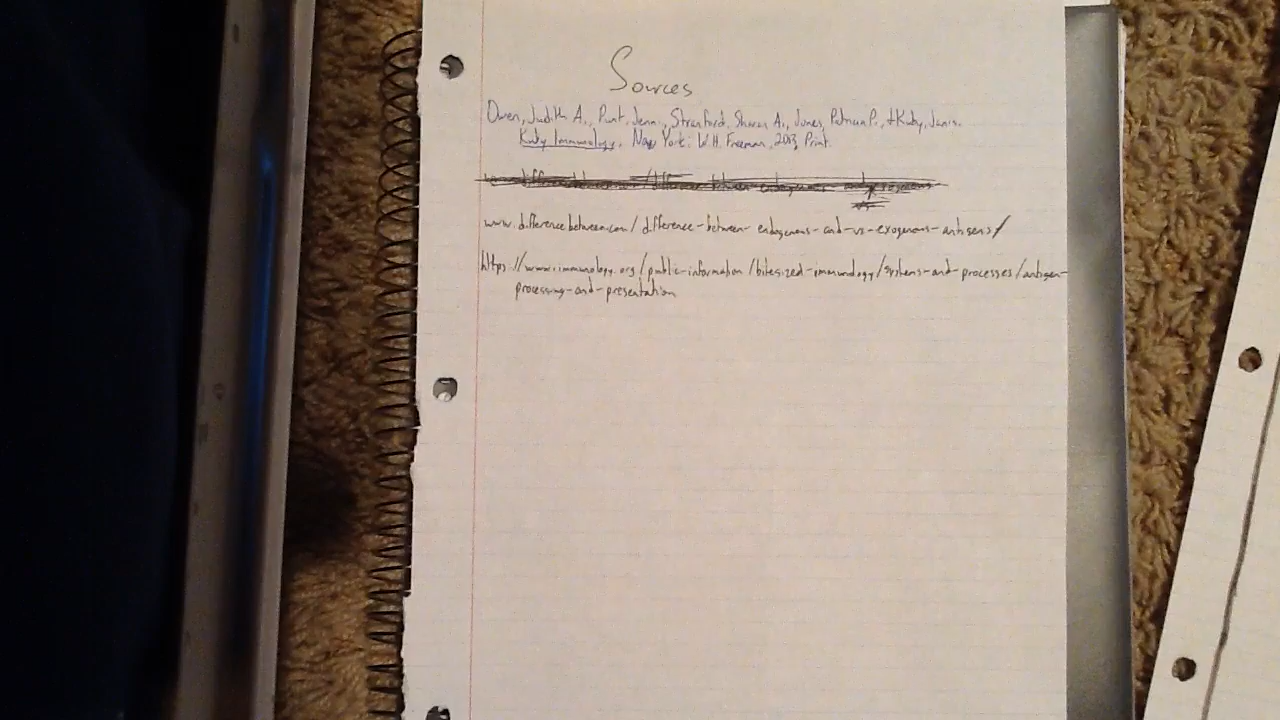 Sources
Owen, Judith A., Punt, Jenni, Stranford, Sharon A., Jones, Patricia P., + Kuby, Janis.
Kuby Immunology. New York: W.H. Freeman, 2013, Print.
www.differencebetween.com/difference-between-endogenous-and-vs-exogenous-antigens/
https://www.immunology.org/public-information/bitesized-immunology/systems-and-processes/antigen-
processing-and-presentation